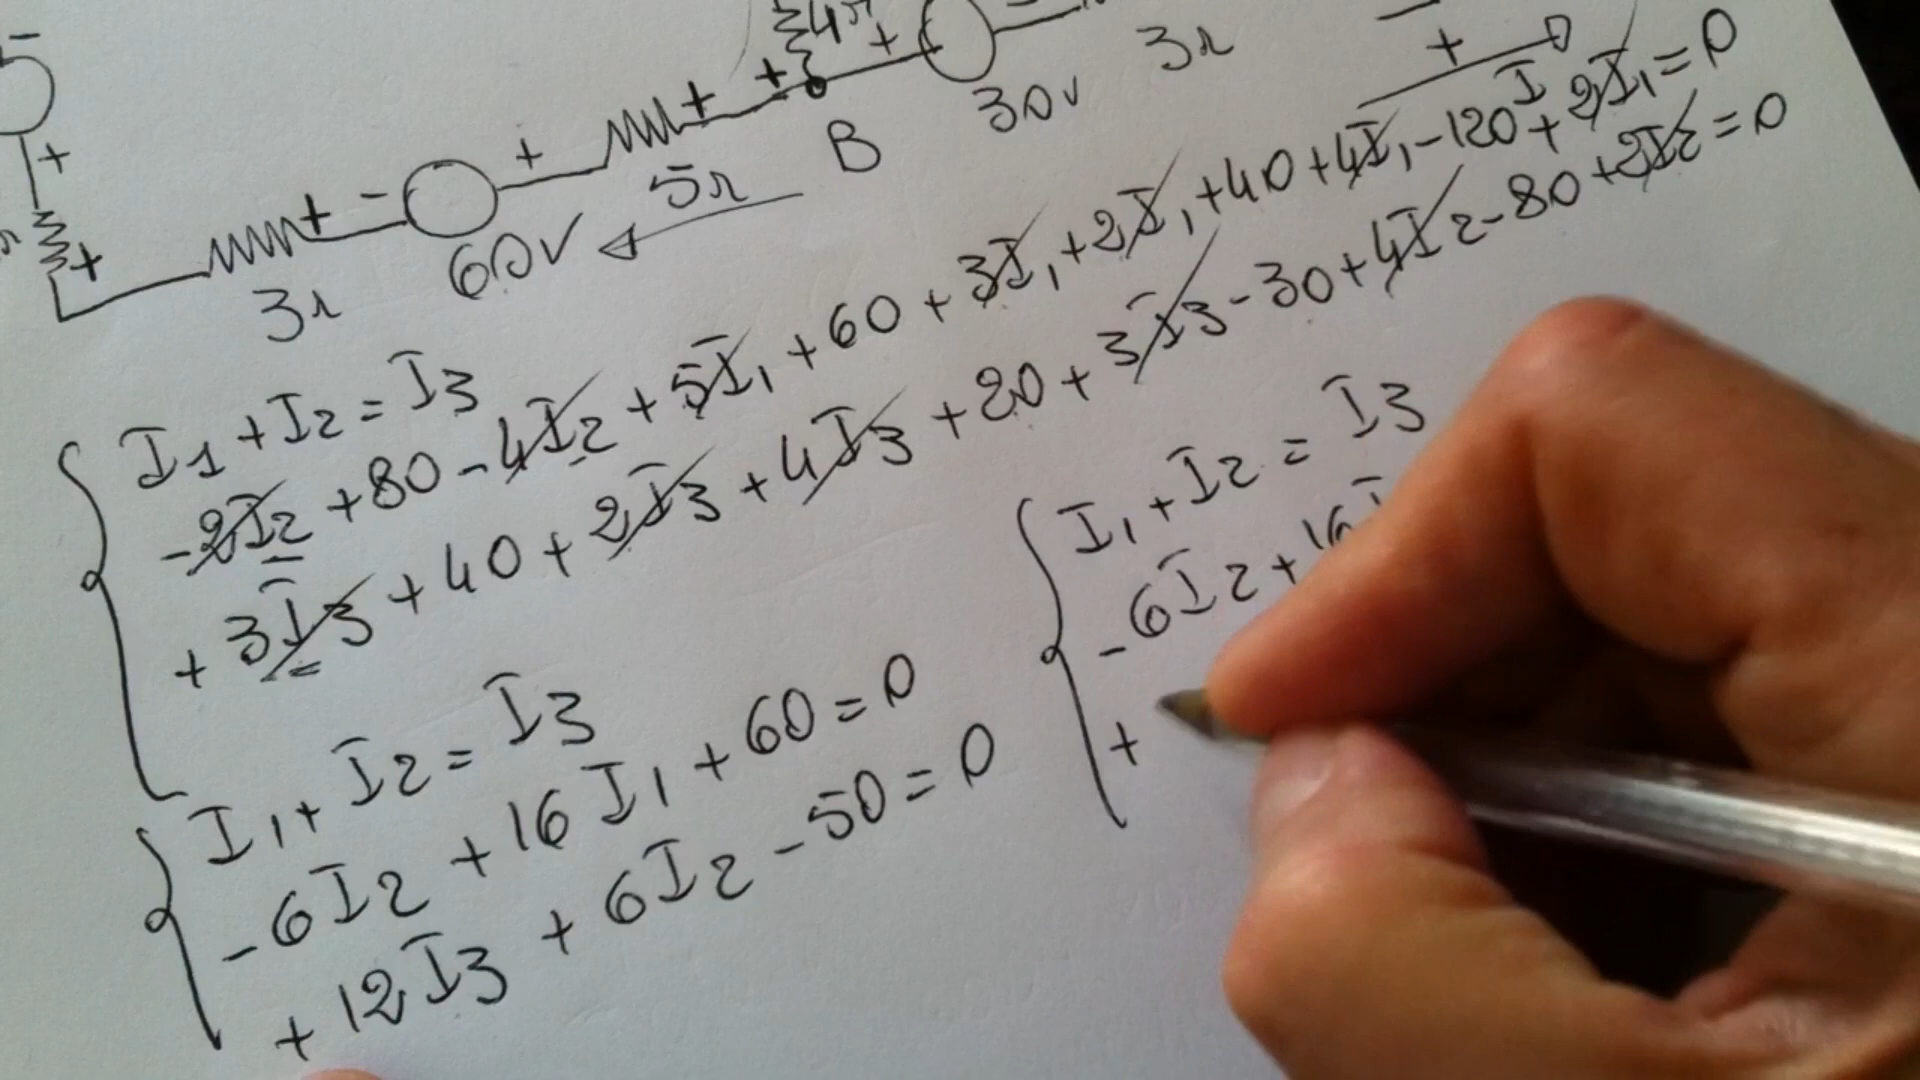 4Ω
30V 3Ω
5Ω B
60V
3Ω
I1 + I2 = I3
-2I2 + 80 - 4I2 + 5I1 + 60 + 3I1 + 2I1 + 40 + 4I1 - 120 + 2I1 = 0
+ 3I3 + 40 + 2I3 + 4I3 + 20 + 3I3 - 30 + 4I2 - 80 + 2I2 = 0
I1 + I2 = I3
-6I2 + 16I1 + 60 = 0
+ 12I3 + 6I2 - 50 = 0
I1 + I2 = I3
-6I2 + 16
+